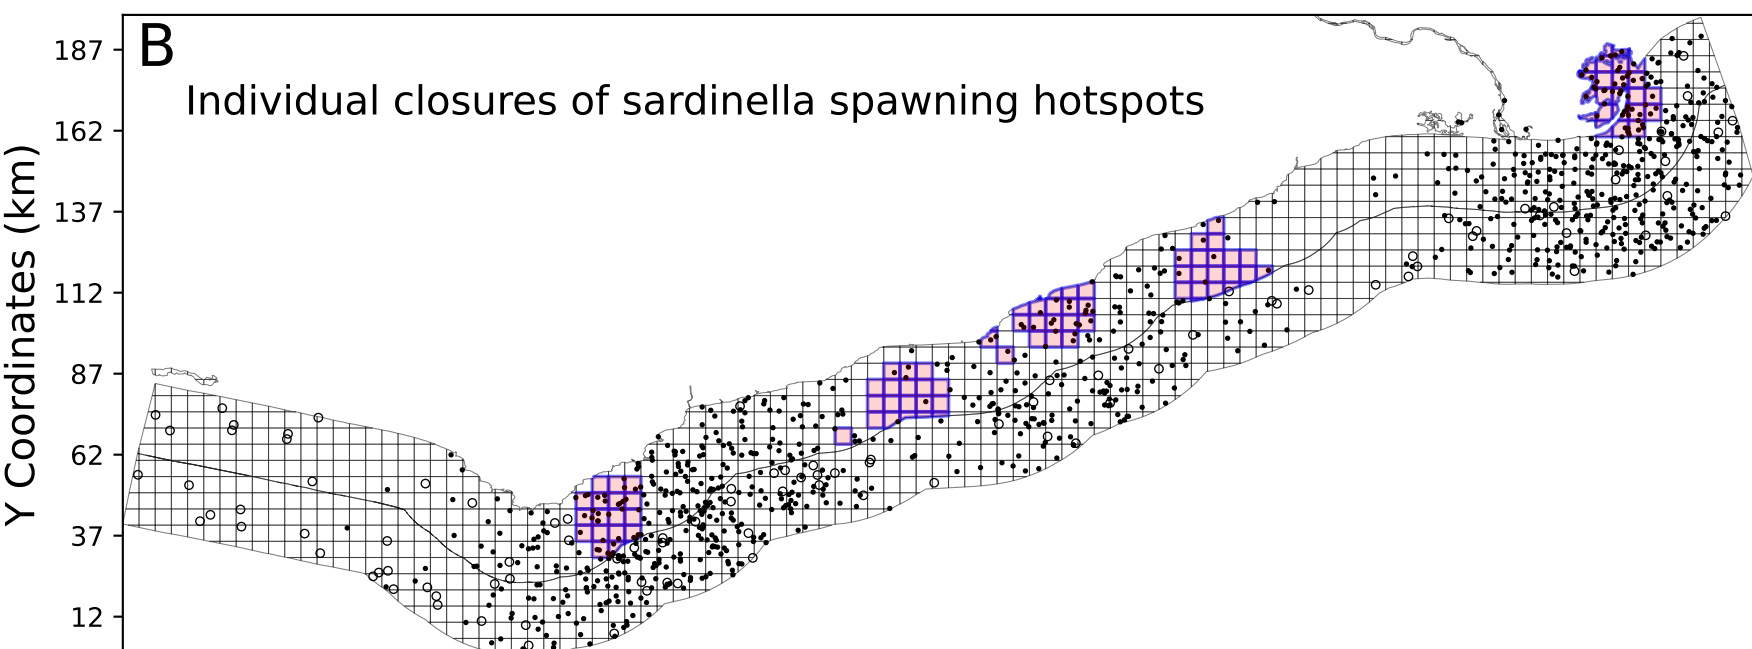 B
Individual closures of sardinella spawning hotspots
Y Coordinates (km)
187
162
137
112
87
62
37
12